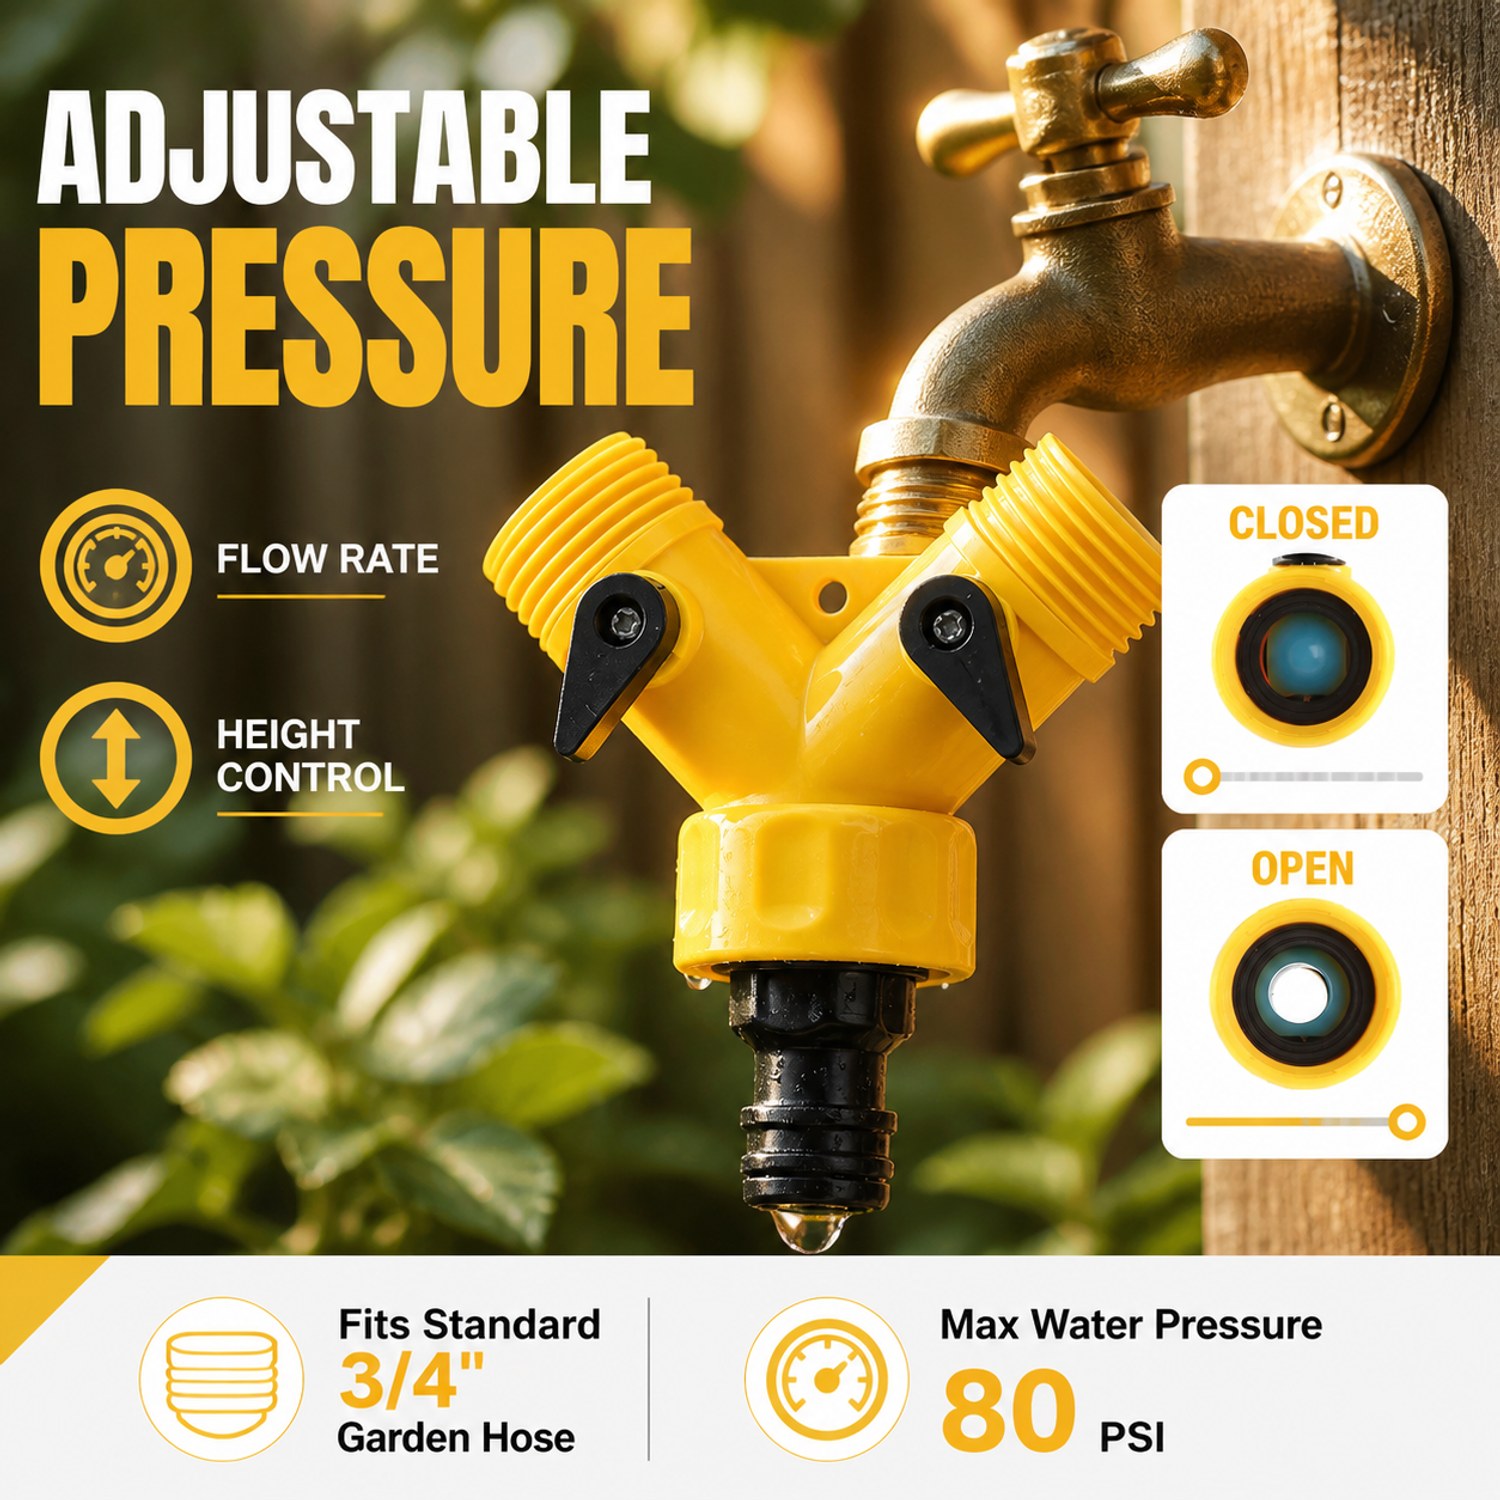 ADJUSTABLE
PRESSURE
FLOW RATE
HEIGHT
CONTROL
CLOSED
OPEN
Fits Standard
3/4"
Garden Hose
Max Water Pressure
80 PSI